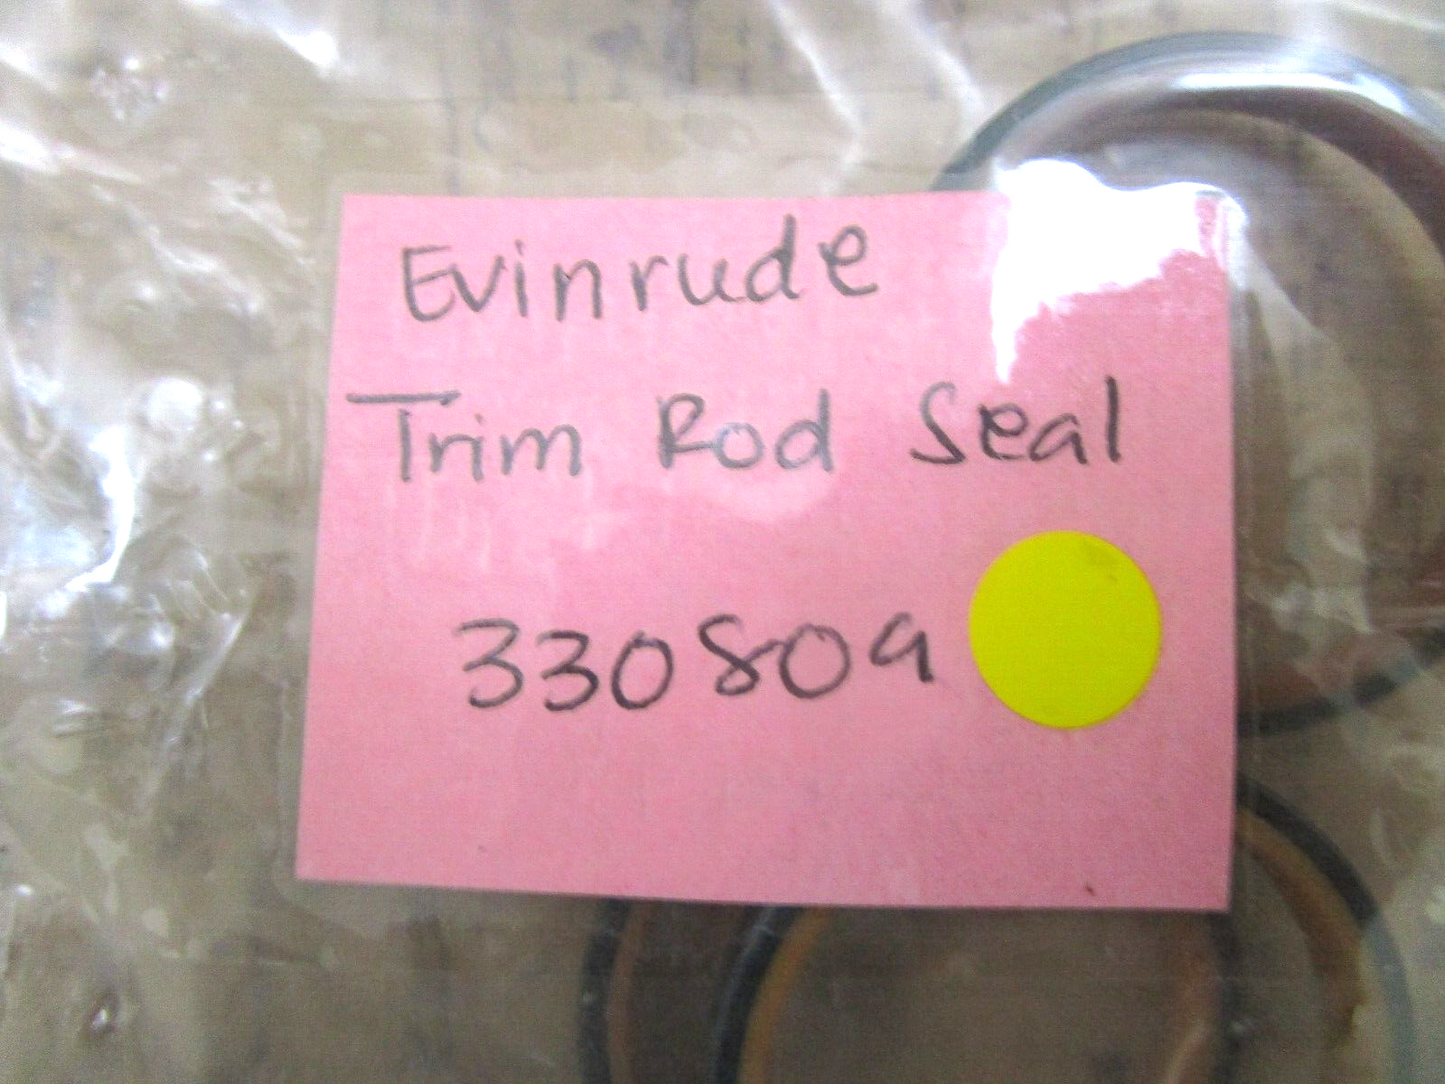 Evinrude
Trim Rod Seal
330809